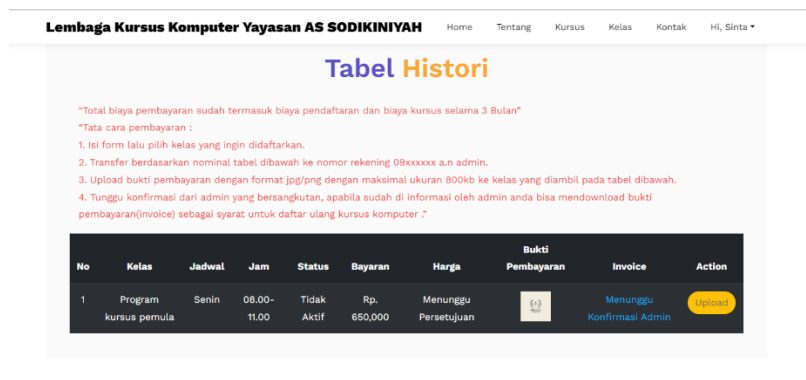 Lembaga Kursus Komputer Yayasan AS SODIKINIYAH Home Tentang Kursus Kelas Kontak Hi, Sinta
Tabel Histori
"Total biaya pembayaran sudah termasuk biaya pendaftaran dan biaya kursus selama 3 Bulan"
"Tata cara pembayaran :
1. Isi form lalu pilih kelas yang ingin didaftarkan.
2. Transfer berdasarkan nominal tabel dibawah ke nomor rekening 09xxxxxx a.n admin.
3. Upload bukti pembayaran dengan format jpg/png dengan maksimal ukuran 800kb ke kelas yang diambil pada tabel dibawah.
4. Tunggu konfirmasi dari admin yang bersangkutan, apabila sudah di informasi oleh admin anda bisa mendownload bukti
pembayaran(invoice) sebagai syarat untuk daftar ulang kursus komputer ."
No Kelas Jadwal Jam Status Bayaran Harga Bukti Pembayaran Invoice Action
1 Program kursus pemula Senin 08.00-11.00 Tidak Aktif Rp. 650,000 Menunggu Persetujuan Menunggu Konfirmasi Admin Upload